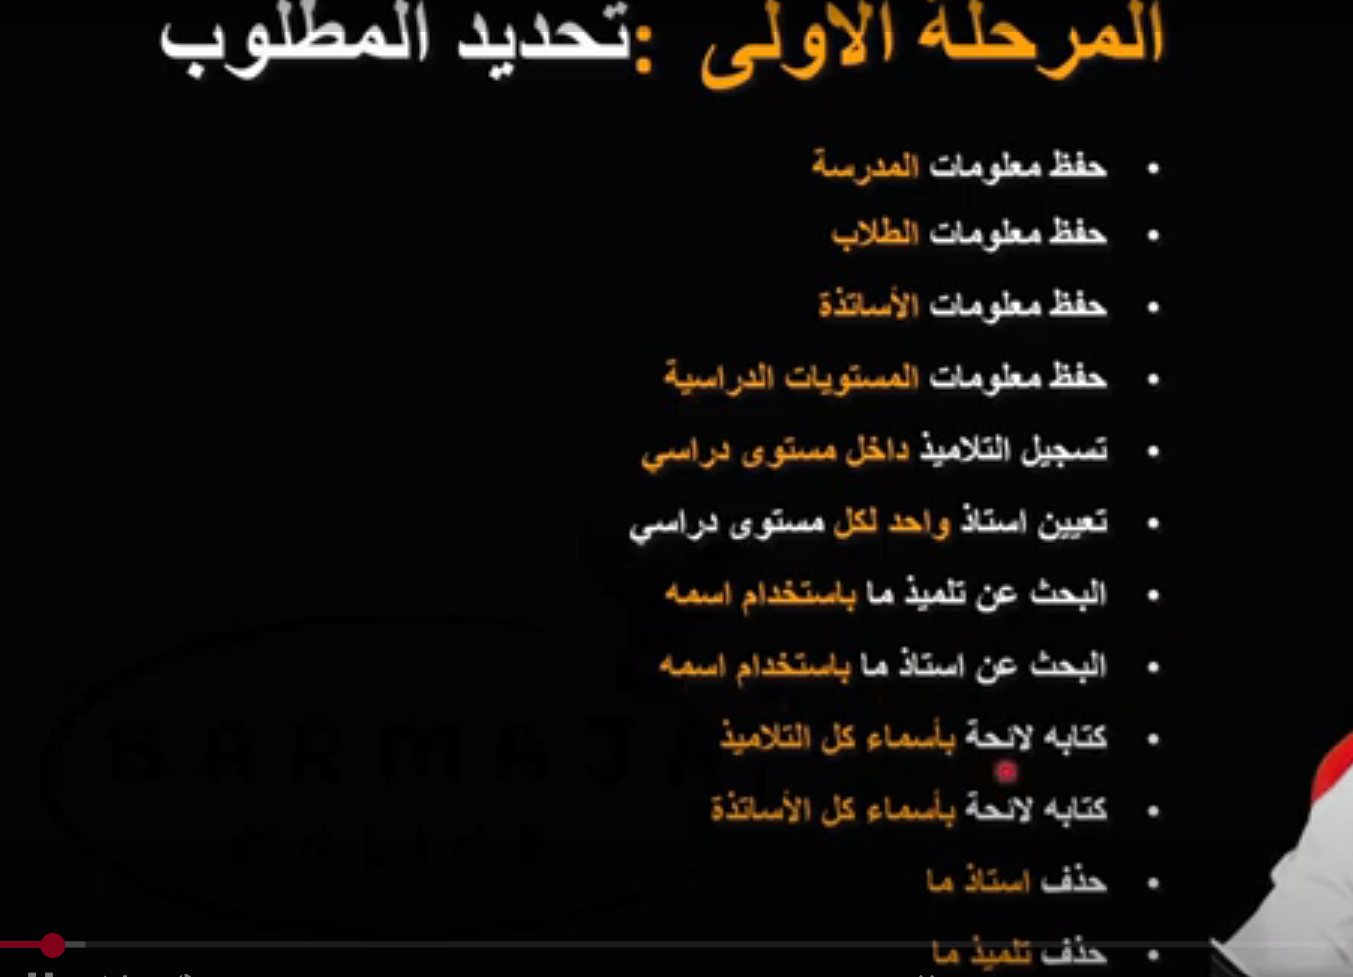 المرحلة الاولى :تحديد المطلوب
• حفظ معلومات المدرسة
• حفظ معلومات الطلاب
• حفظ معلومات الأساتذة
• حفظ معلومات المستويات الدراسية
• تسجيل التلاميذ داخل مستوى دراسي
• تعيين استاذ واحد لكل مستوى دراسي
• البحث عن تلميذ ما باستخدام اسمه
• البحث عن استاذ ما باستخدام اسمه
• كتابه لائحة بأسماء كل التلاميذ
• كتابه لائحة بأسماء كل الأساتذة
• حذف استاذ ما
• حذف تلميذ ما
BARMAJA
ONLINE